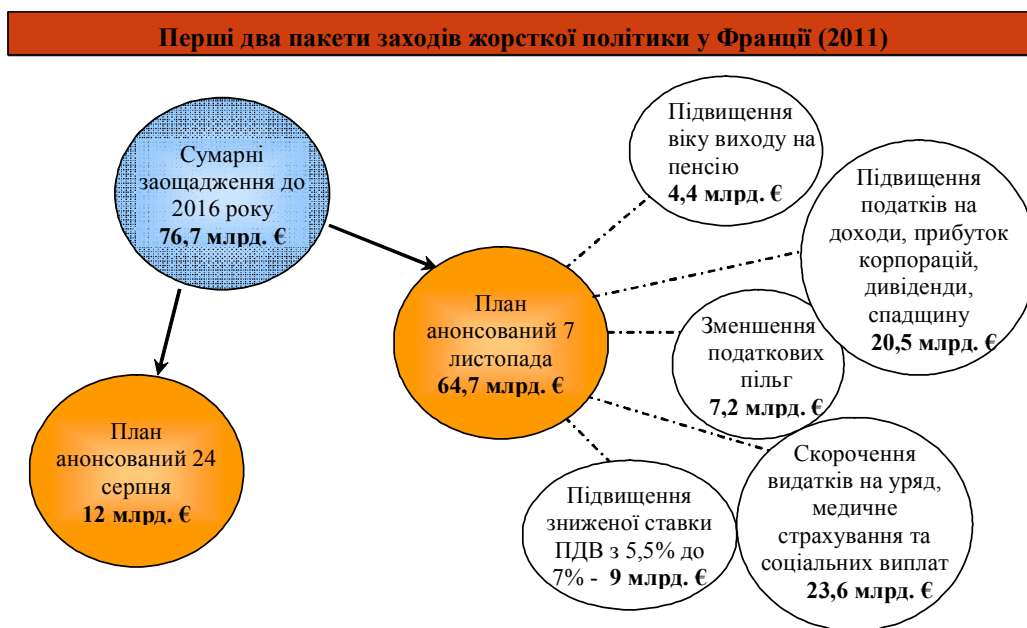 Перші два пакети заходів жорсткої політики у Франції (2011)
Сумарні
заощадження до
2016 року
76,7 млрд. €
План
анонсований 24
серпня
12 млрд. €
План
анонсований 7
листопада
64,7 млрд. €
Підвищення
віку виходу на
пенсію
4,4 млрд. €
Підвищення
податків на
доходи, прибуток
корпорацій,
дивіденди,
спадщину
20,5 млрд. €
Зменшення
податкових
пільг
7,2 млрд. €
Скорочення
видатків на уряд,
медичне
страхування та
соціальних виплат
23,6 млрд. €
Підвищення
зниженої ставки
ПДВ з 5,5% до
7% - 9 млрд. €